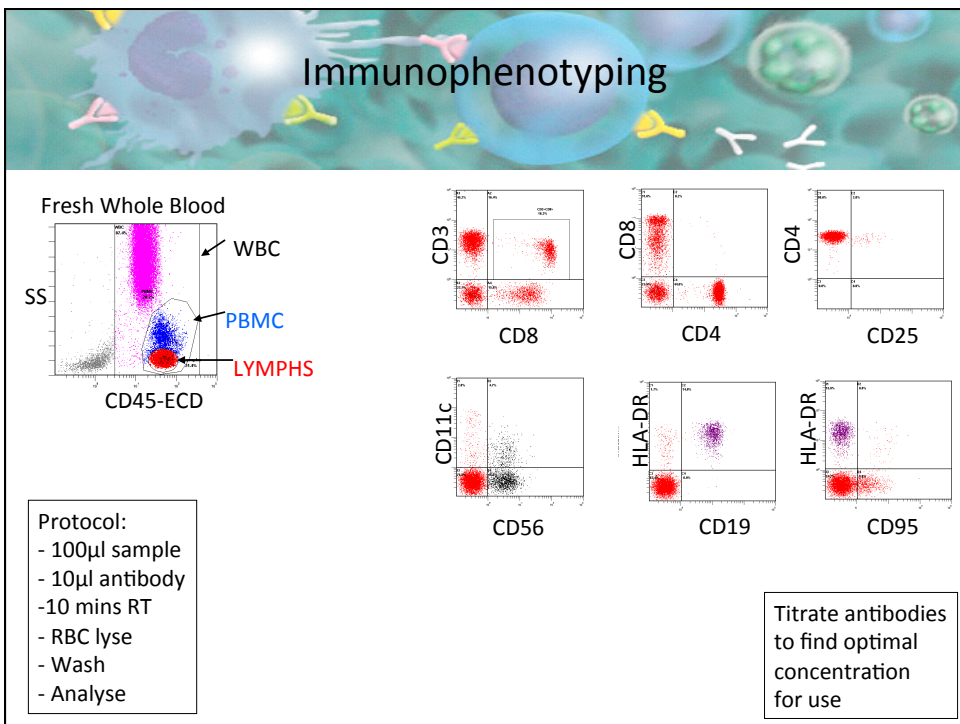 Immunophenotyping
Fresh Whole Blood
WBC
SS
PBMC
LYMPHS
CD45-ECD
CD3
CD8
CD8
CD4
CD4
CD25
CD11c
CD56
HLA-DR
CD19
HLA-DR
CD95
Protocol:
- 100µl sample
- 10µl antibody
-10 mins RT
- RBC lyse
- Wash
- Analyse
Titrate antibodies
to find optimal
concentration
for use